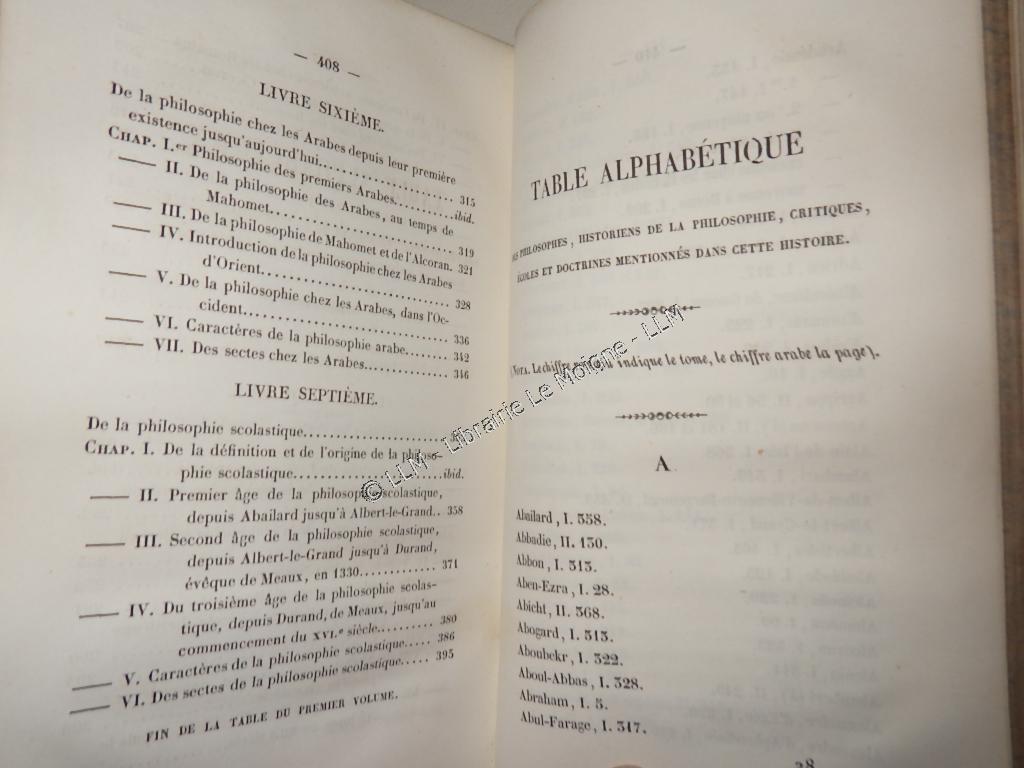 — 408 —
LIVRE SIXIÈME.
De la philosophie chez les Arabes depuis leur première
existence jusqu'aujourd'hui.................... 315
CHAP. I.er Philosophie des premiers Arabes.......... ibid.
—— II. De la philosophie des Arabes, au temps de
Mahomet........................... 319
—— III. De la philosophie de Mahomet et de l'Alcoran. 321
—— IV. Introduction de la philosophie chez les Arabes
d'Orient........................... 328
—— V. De la philosophie chez les Arabes, dans l'Oc-
cident............................ 336
—— VI. Caractères de la philosophie arabe....... 342
—— VII. Des sectes chez les Arabes............. 346
LIVRE SEPTIÈME.
De la philosophie scolastique.....................
CHAP. I. De la définition et de l'origine de la philoso-
phie scolastique...................... ibid.
—— II. Premier âge de la philosophie scolastique,
depuis Abailard jusqu'à Albert-le-Grand.. 358
—— III. Second âge de la philosophie scolastique,
depuis Albert-le-Grand jusqu'à Durand,
évêque de Meaux, en 1330............ 371
—— IV. Du troisième âge de la philosophie scolas-
tique, depuis Durand, de Meaux, jusqu'au
commencement du XVI.e siècle.......... 380
—— V. Caractères de la philosophie scolastique.... 386
—— VI. Des sectes de la philosophie scolastique..... 395
FIN DE LA TABLE DU PREMIER VOLUME.
TABLE ALPHABÉTIQUE
PHILOSOPHES, HISTORIENS DE LA PHILOSOPHIE, CRITIQUES,
ÉCOLES ET DOCTRINES MENTIONNÉS DANS CETTE HISTOIRE.
(NOTA. Le chiffre romain indique le tome, le chiffre arabe la page).
A
Abailard, I. 358.
Abbadie, II. 130.
Abbon, I. 313.
Aben-Ezra, I. 28.
Abicht, II. 368.
Abogard, I. 313.
Aboubekr, I. 322.
Aboul-Abbas, I. 328.
Abraham, I. 5.
Abul-Farage, I. 347.
28
© LLM - Librairie Le Moigne - LLM